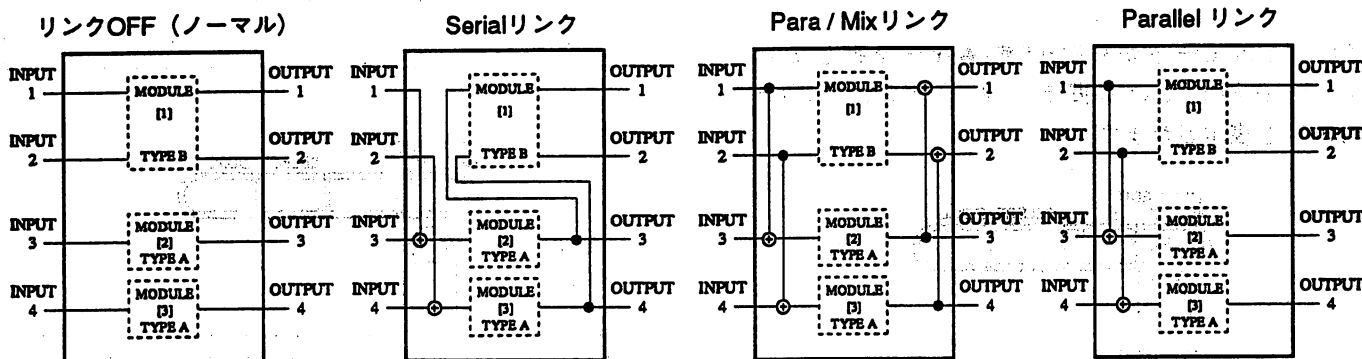 リンクOFF（ノーマル）
INPUT
1
INPUT
2
INPUT
3
INPUT
4
MODULE
[1]
TYPE B
MODULE
[2]
TYPE A
MODULE
[3]
TYPE A
OUTPUT
1
OUTPUT
2
OUTPUT
3
OUTPUT
4
Serialリンク
INPUT
1
INPUT
2
INPUT
3
INPUT
4
MODULE
[1]
TYPE B
MODULE
[2]
TYPE A
MODULE
[3]
TYPE A
OUTPUT
1
OUTPUT
2
OUTPUT
3
OUTPUT
4
Para / Mixリンク
INPUT
1
INPUT
2
INPUT
3
INPUT
4
MODULE
[1]
TYPE B
MODULE
[2]
TYPE A
MODULE
[3]
TYPE A
OUTPUT
1
OUTPUT
2
OUTPUT
3
OUTPUT
4
Parallel リンク
INPUT
1
INPUT
2
INPUT
3
INPUT
4
MODULE
[1]
TYPE B
MODULE
[2]
TYPE A
MODULE
[3]
TYPE A
OUTPUT
1
OUTPUT
2
OUTPUT
3
OUTPUT
4